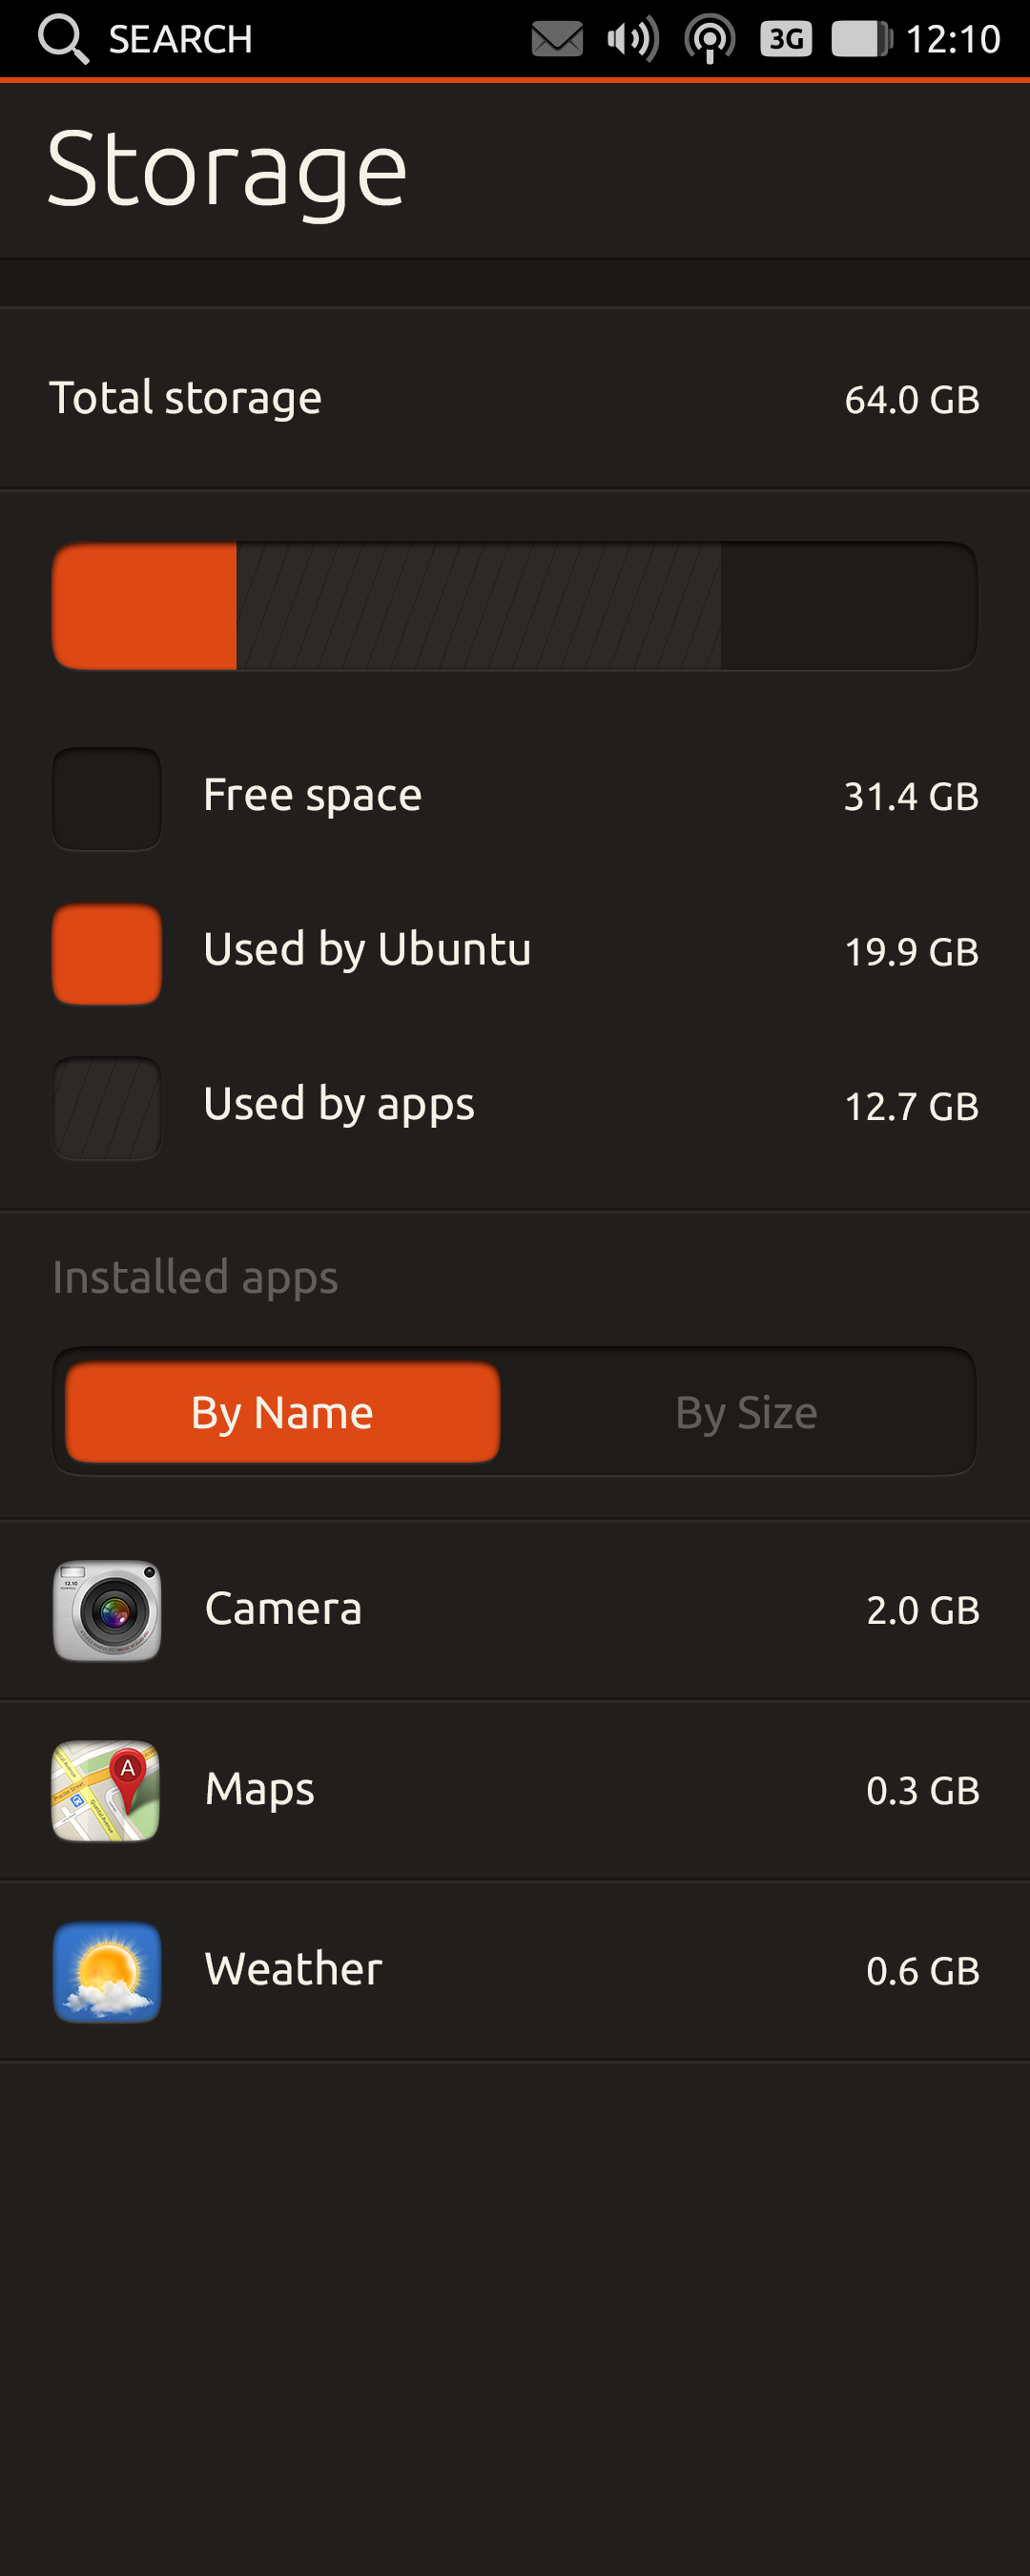 SEARCH 3G 12:10
Storage
Total storage 64.0 GB
Free space 31.4 GB
Used by Ubuntu 19.9 GB
Used by apps 12.7 GB
Installed apps
By Name By Size
12.10
Camera 2.0 GB
A
Maps 0.3 GB
Weather 0.6 GB